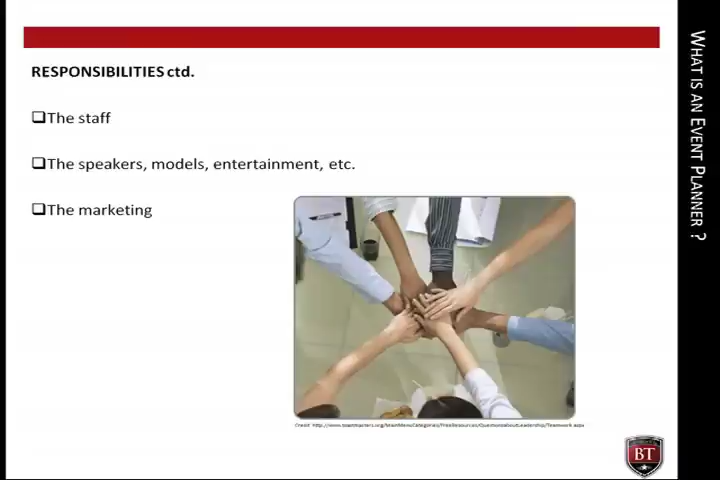 RESPONSIBILITIES ctd.
❑The staff
❑The speakers, models, entertainment, etc.
❑The marketing
WHAT IS AN EVENT PLANNER ?
BT